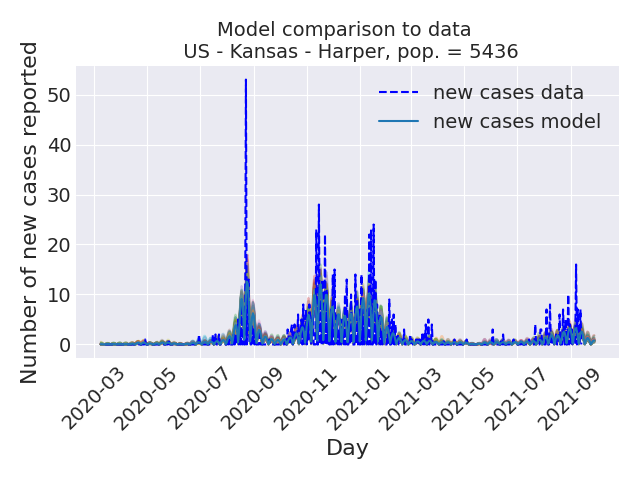 Model comparison to data
US - Kansas - Harper, pop. = 5436
Number of new cases reported
50
40
30
20
10
0
new cases data
new cases model
2020-03
2020-05
2020-07
2020-09
2020-11
2021-01
2021-03
2021-05
2021-07
2021-09
Day